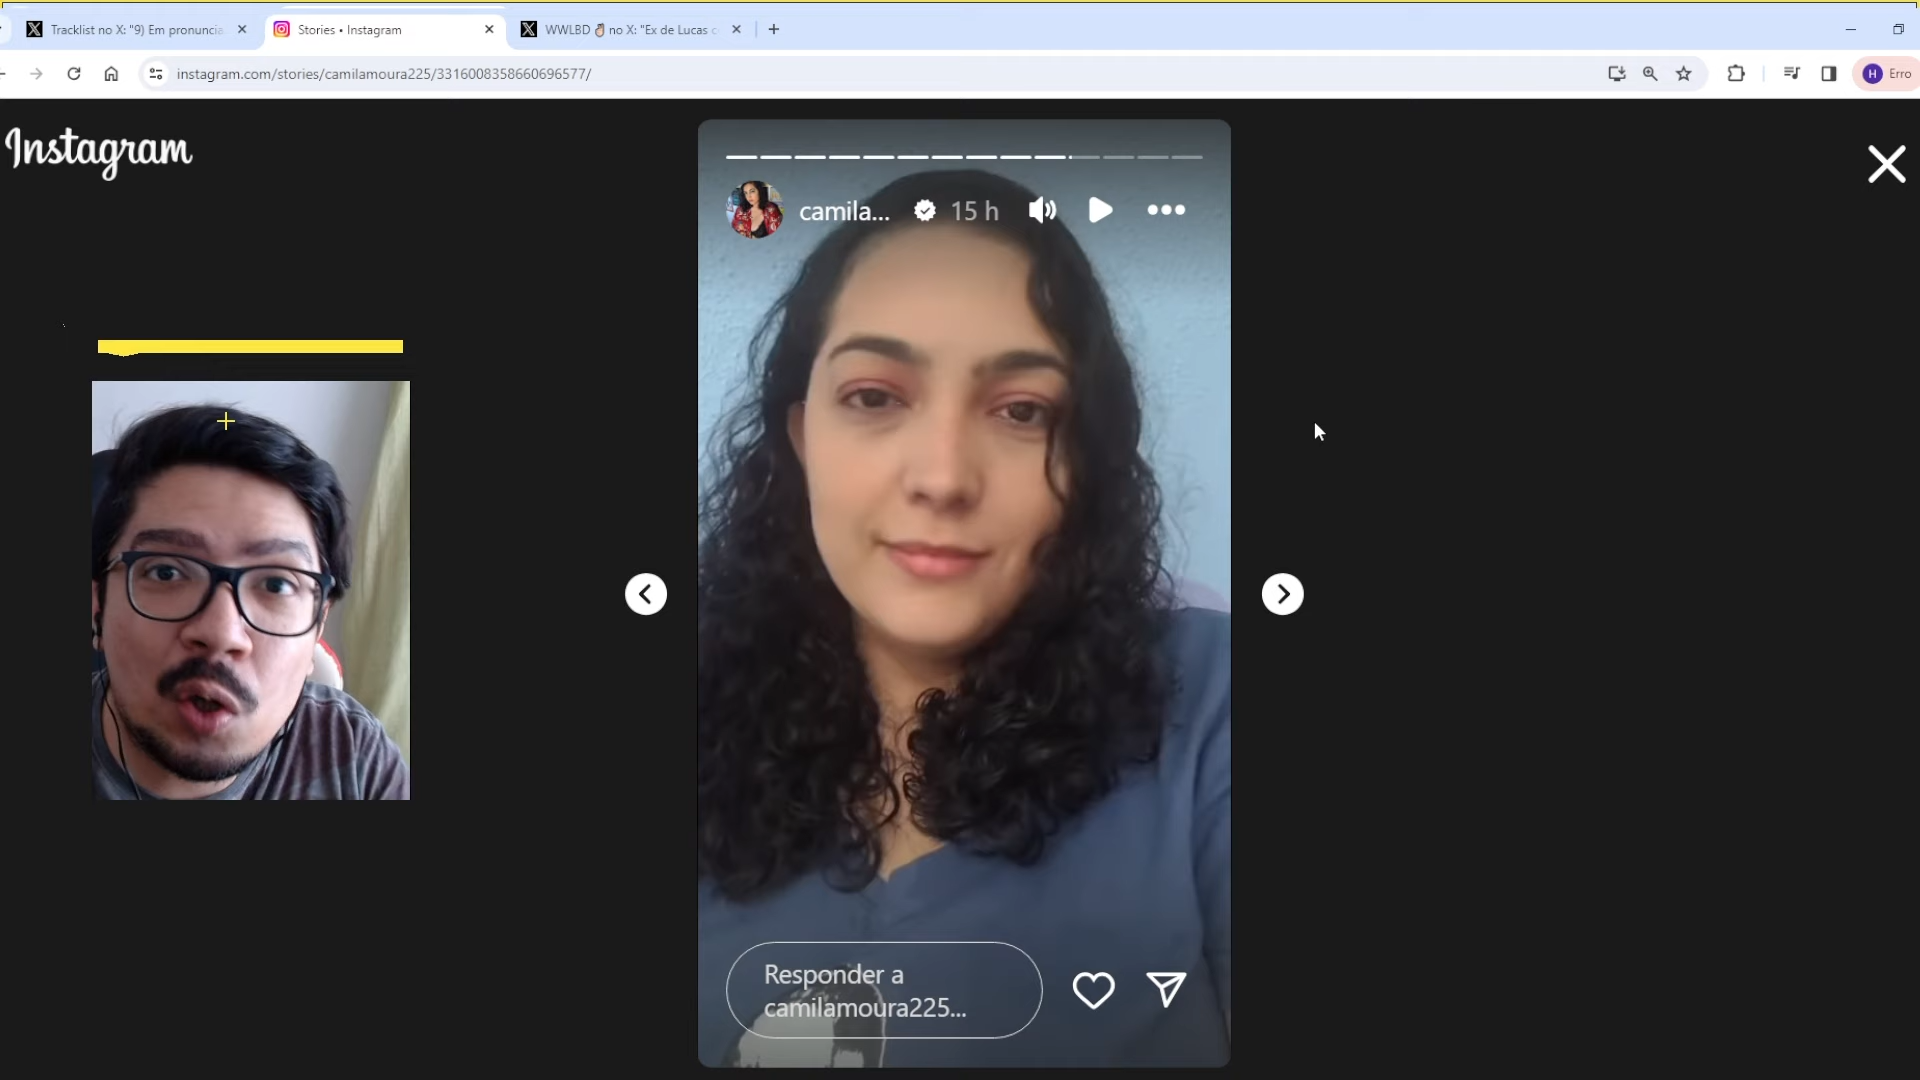 Tracklist no X: "9) Em pronuncia
Stories • Instagram
WWLBD no X: "Ex de Lucas c
instagram.com/stories/camilamoura225/3316008358660696577/
H
Erro
Instagram
camila...
15 h
Responder a
camilamoura225...